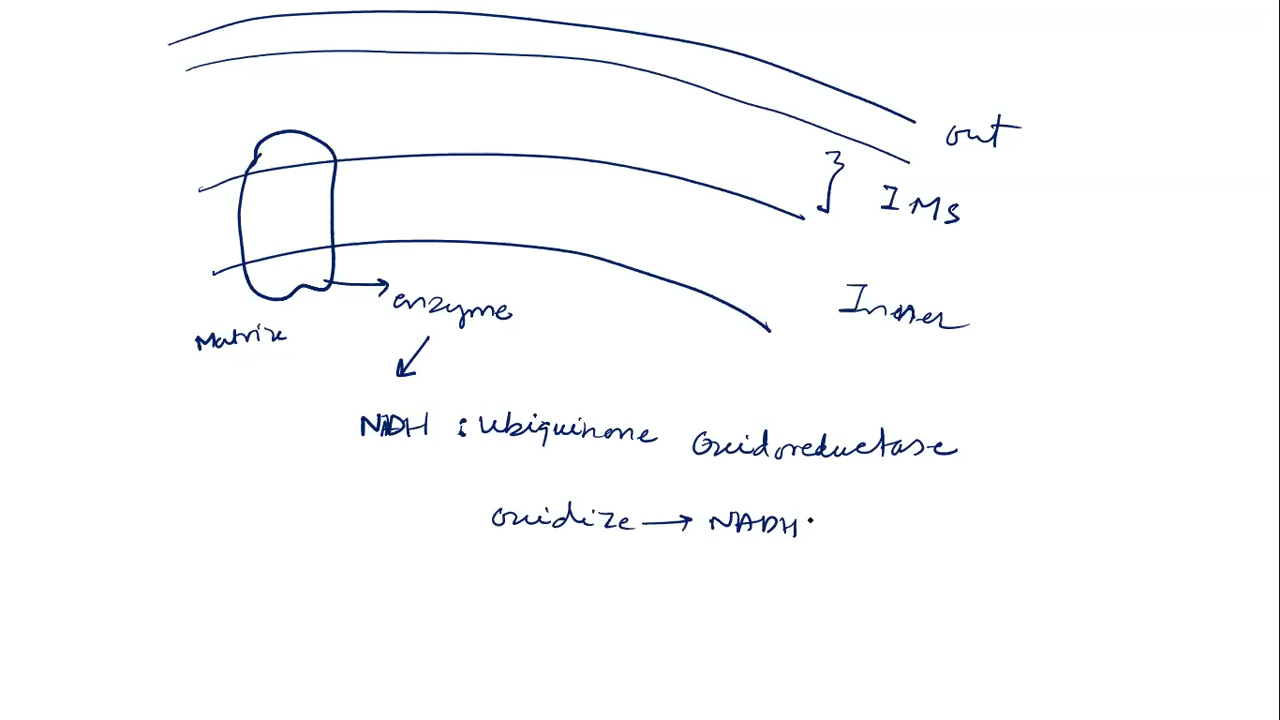 out
IMS
Inner
enzyme
Matrix
NADH : Ubiquinone Oxidoreductase
oxidize → NADH